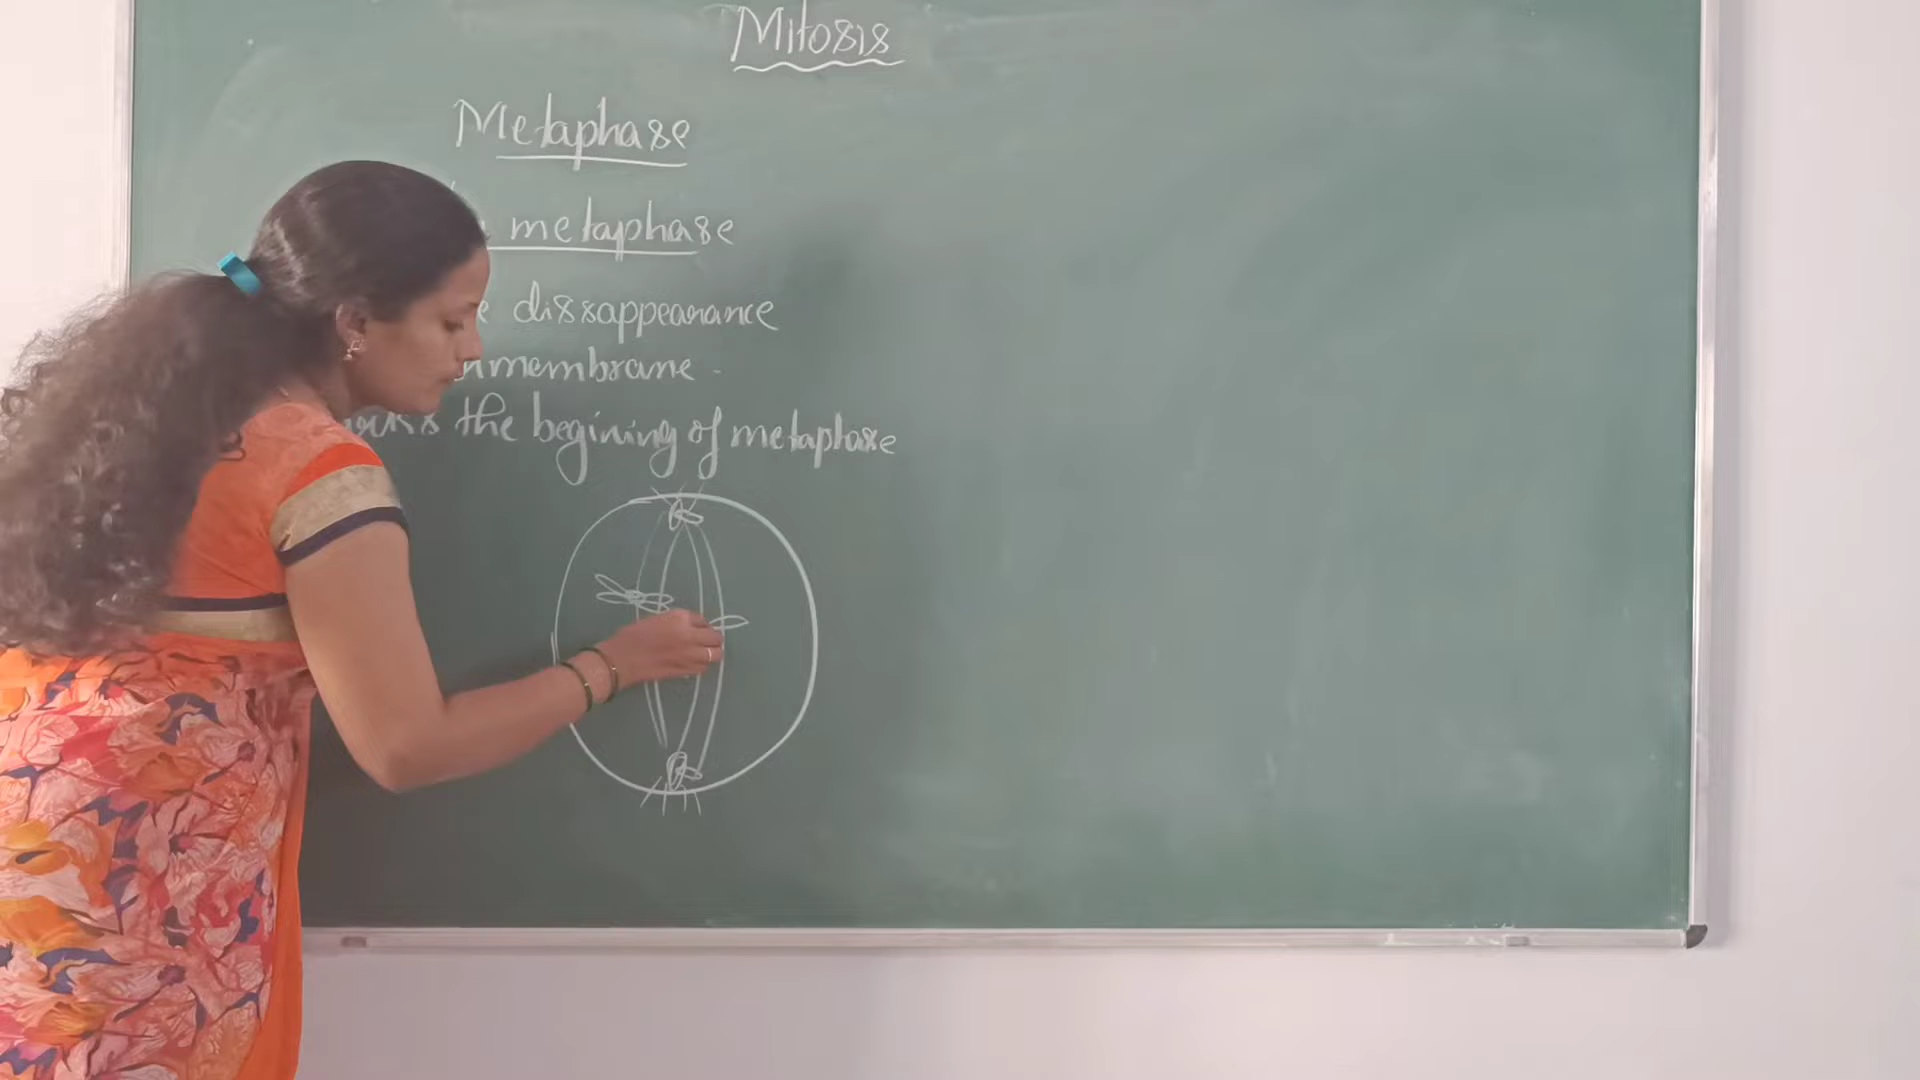 Mitosis
Metaphase
metaphase
dissappearance
membrane .
the begining of metaphase